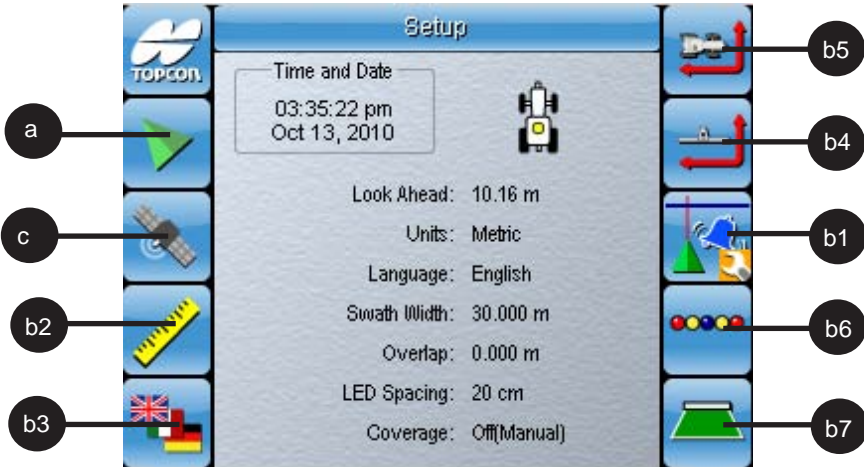 Setup
TOPCON
Time and Date
03:35:22 pm
Oct 13, 2010
Look Ahead: 10.16 m
Units: Metric
Language: English
Swath Width: 30.000 m
Overlap: 0.000 m
LED Spacing: 20 cm
Coverage: Off(Manual)
a
c
b2
b3
b5
b4
b1
b6
b7